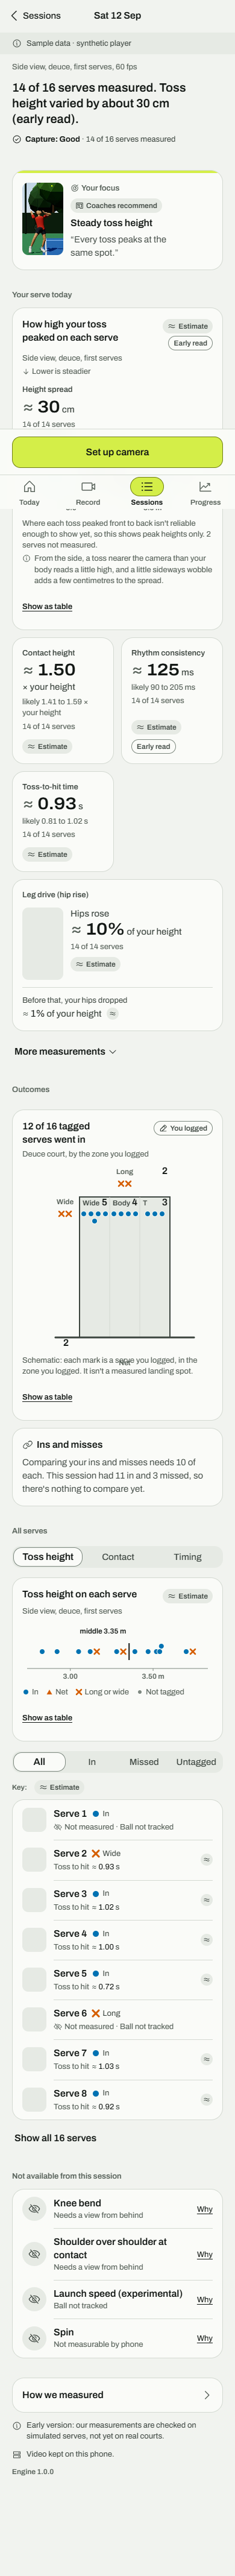 Sessions
Sat 12 Sep
Sample data · synthetic player
Side view, deuce, first serves, 60 fps
14 of 16 serves measured. Toss
height varied by about 30 cm
(early read).
Capture: Good · 14 of 16 serves measured
Your focus
Coaches recommend
Steady toss height
“Every toss peaks at the
same spot.”
Your serve today
How high your toss
peaked on each serve
≈ Estimate
Early read
Side view, deuce, first serves
↓ Lower is steadier
Height spread
≈ 30 cm
14 of 14 serves
Set up camera
Today
Record
Sessions
Progress
Where each toss peaked front to back isn't reliable
enough to show yet, so this shows peak heights only. 2
serves not measured.
From the side, a toss nearer the camera than your
body reads a little high, and a little sideways wobble
adds a few centimetres to the spread.
Show as table
Contact height
≈ 1.50
× your height
likely 1.41 to 1.59 ×
your height
14 of 14 serves
≈ Estimate
Rhythm consistency
≈ 125 ms
likely 90 to 205 ms
14 of 14 serves
≈ Estimate
Early read
Toss-to-hit time
≈ 0.93 s
likely 0.81 to 1.02 s
14 of 14 serves
≈ Estimate
Leg drive (hip rise)
Hips rose
≈ 10% of your height
14 of 14 serves
≈ Estimate
Before that, your hips dropped
≈ 1% of your height ≈
More measurements
Outcomes
12 of 16 tagged
serves went in
You logged
Deuce court, by the zone you logged
Long 2
Wide
Wide 5 Body 4 T 3
2
Net
Schematic: each mark is a serve you logged, in the
zone you logged. It isn't a measured landing spot.
Show as table
Ins and misses
Comparing your ins and misses needs 10 of
each. This session had 11 in and 3 missed, so
there's nothing to compare yet.
All serves
Toss height
Contact
Timing
Toss height on each serve
≈ Estimate
Side view, deuce, first serves
middle 3.35 m
3.00
3.50 m
In
Net
Long or wide
Not tagged
Show as table
All
In
Missed
Untagged
Key: ≈ Estimate
Serve 1 In
Not measured · Ball not tracked
Serve 2 Wide
Toss to hit ≈ 0.93 s
≈
Serve 3 In
Toss to hit ≈ 1.02 s
≈
Serve 4 In
Toss to hit ≈ 1.00 s
≈
Serve 5 In
Toss to hit ≈ 0.72 s
≈
Serve 6 Long
Not measured · Ball not tracked
Serve 7 In
Toss to hit ≈ 1.03 s
≈
Serve 8 In
Toss to hit ≈ 0.92 s
≈
Show all 16 serves
Not available from this session
Knee bend
Needs a view from behind
Why
Shoulder over shoulder at
contact
Needs a view from behind
Why
Launch speed (experimental)
Ball not tracked
Why
Spin
Not measurable by phone
Why
How we measured
Early version: our measurements are checked on
simulated serves, not yet on real courts.
Video kept on this phone.
Engine 1.0.0